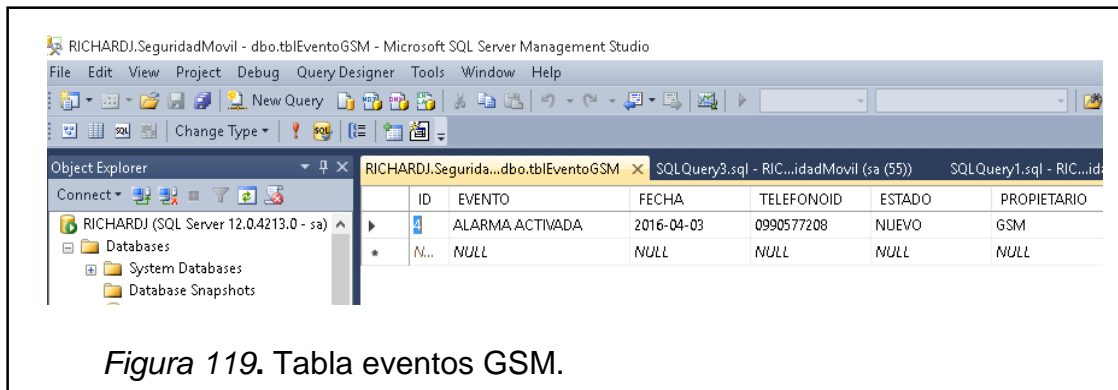 RICHARDJ.SeguridadMovil - dbo.tblEventoGSM - Microsoft SQL Server Management Studio
File Edit View Project Debug Query Designer Tools Window Help
New Query
Change Type
Object Explorer
RICHARDJ.Segurida...dbo.tblEventoGSM SQLQuery3.sql - RIC...idadMovil (sa (55)) SQLQuery1.sql - RIC...id
Connect
RICHARDJ (SQL Server 12.0.4213.0 - sa)
Databases
System Databases
Database Snapshots
ID EVENTO FECHA TELEFONOID ESTADO PROPIETARIO
4 ALARMA ACTIVADA 2016-04-03 0990577208 NUEVO GSM
N... NULL NULL NULL NULL NULL
Figura 119. Tabla eventos GSM.